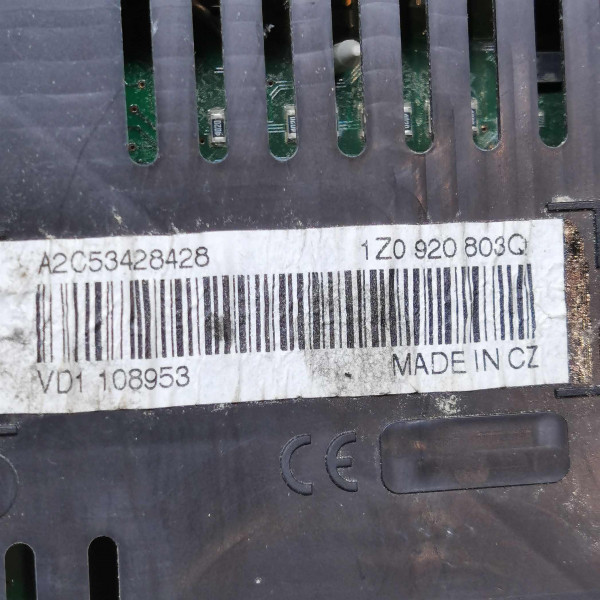 A2C53428428 1Z0 920 803Q
VD1 108953 MADE IN CZ
CE